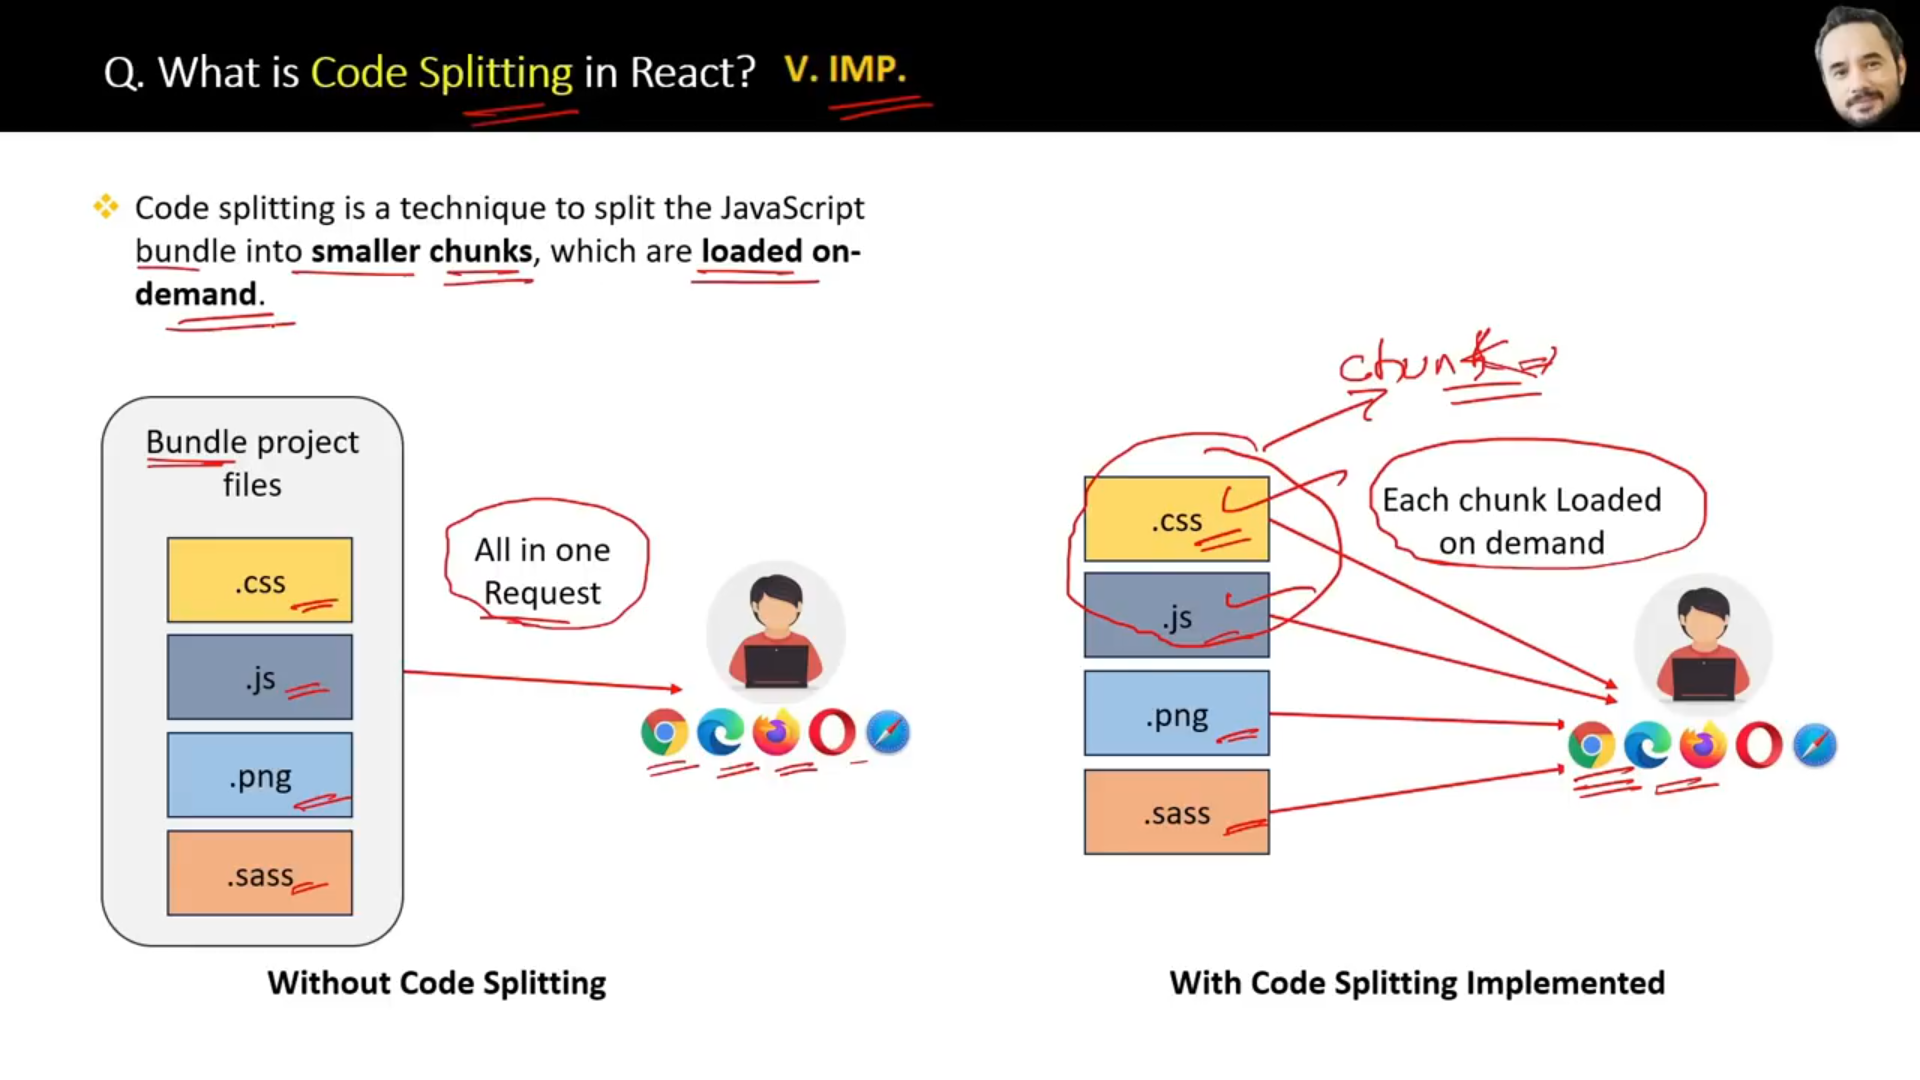 Q. What is Code Splitting in React? V. IMP.
Code splitting is a technique to split the JavaScript
bundle into smaller chunks, which are loaded on-
demand.
Bundle project
files
.css
.js
.png
.sass
All in one
Request
Without Code Splitting
chunk
Each chunk Loaded
on demand
.css
.js
.png
.sass
With Code Splitting Implemented